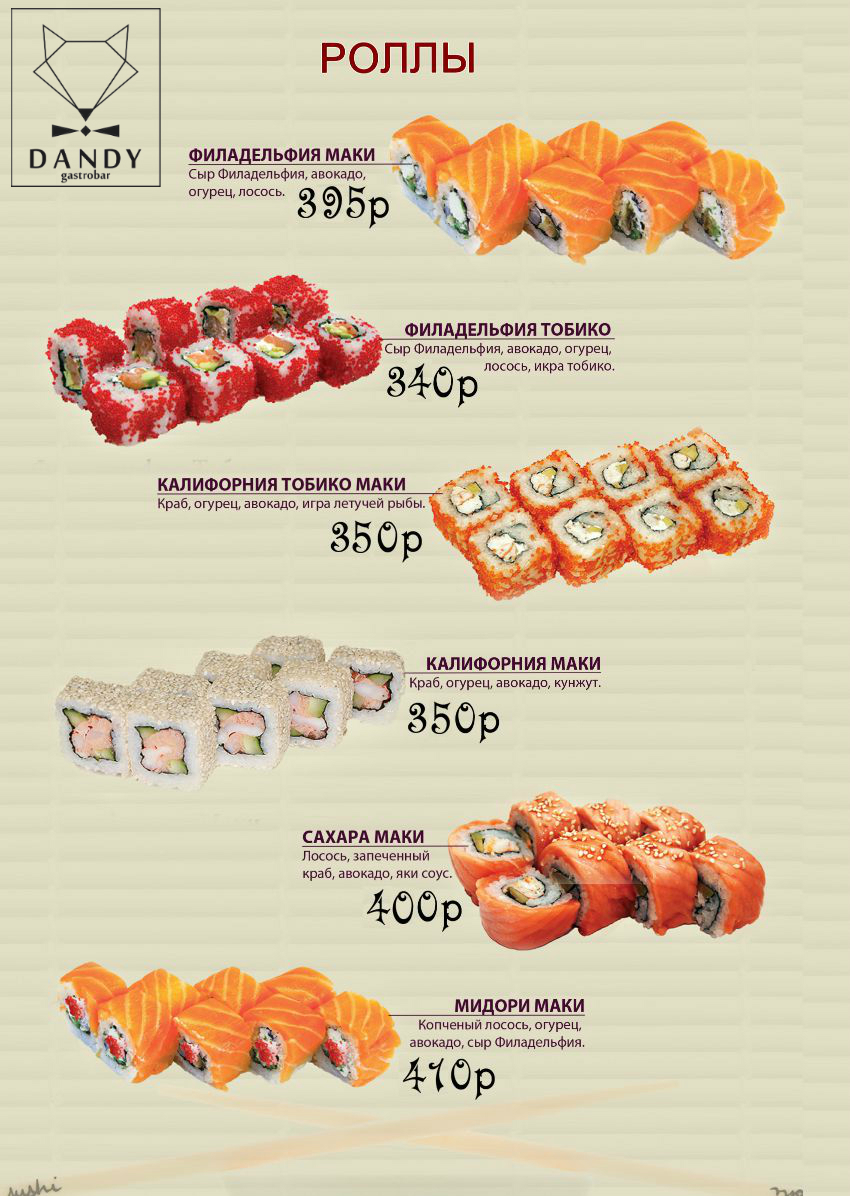 DANDY
gastrobar
РОЛЛЫ
ФИЛАДЕЛЬФИЯ МАКИ
Сыр Филадельфия, авокадо,
огурец, лосось.
395р
ФИЛАДЕЛЬФИЯ ТОБИКО
Сыр Филадельфия, авокадо, огурец,
лосось, икра тобико.
340р
КАЛИФОРНИЯ ТОБИКО МАКИ
Краб, огурец, авокадо, игра летучей рыбы.
350р
КАЛИФОРНИЯ МАКИ
Краб, огурец, авокадо, кунжут.
350р
САХАРА МАКИ
Лосось, запеченный
краб, авокадо, яки соус.
400р
МИДОРИ МАКИ
Копченый лосось, огурец,
авокадо, сыр Филадельфия.
410р
sushi